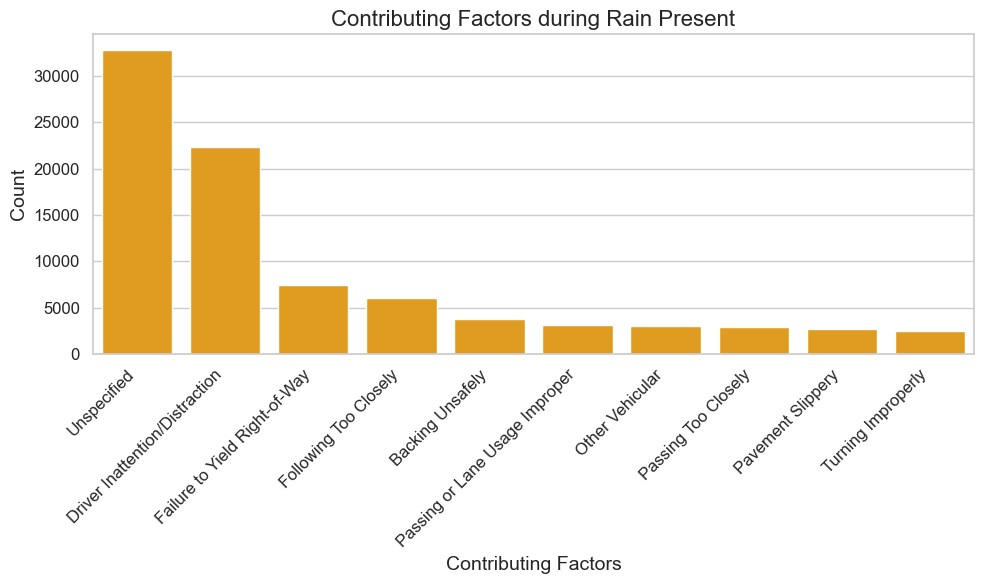 Contributing Factors during Rain Present
Count
30000
25000
20000
15000
10000
5000
0
Unspecified
Driver Inattention/Distraction
Failure to Yield Right-of-Way
Following Too Closely
Backing Unsafely
Passing or Lane Usage Improper
Other Vehicular
Passing Too Closely
Pavement Slippery
Turning Improperly
Contributing Factors